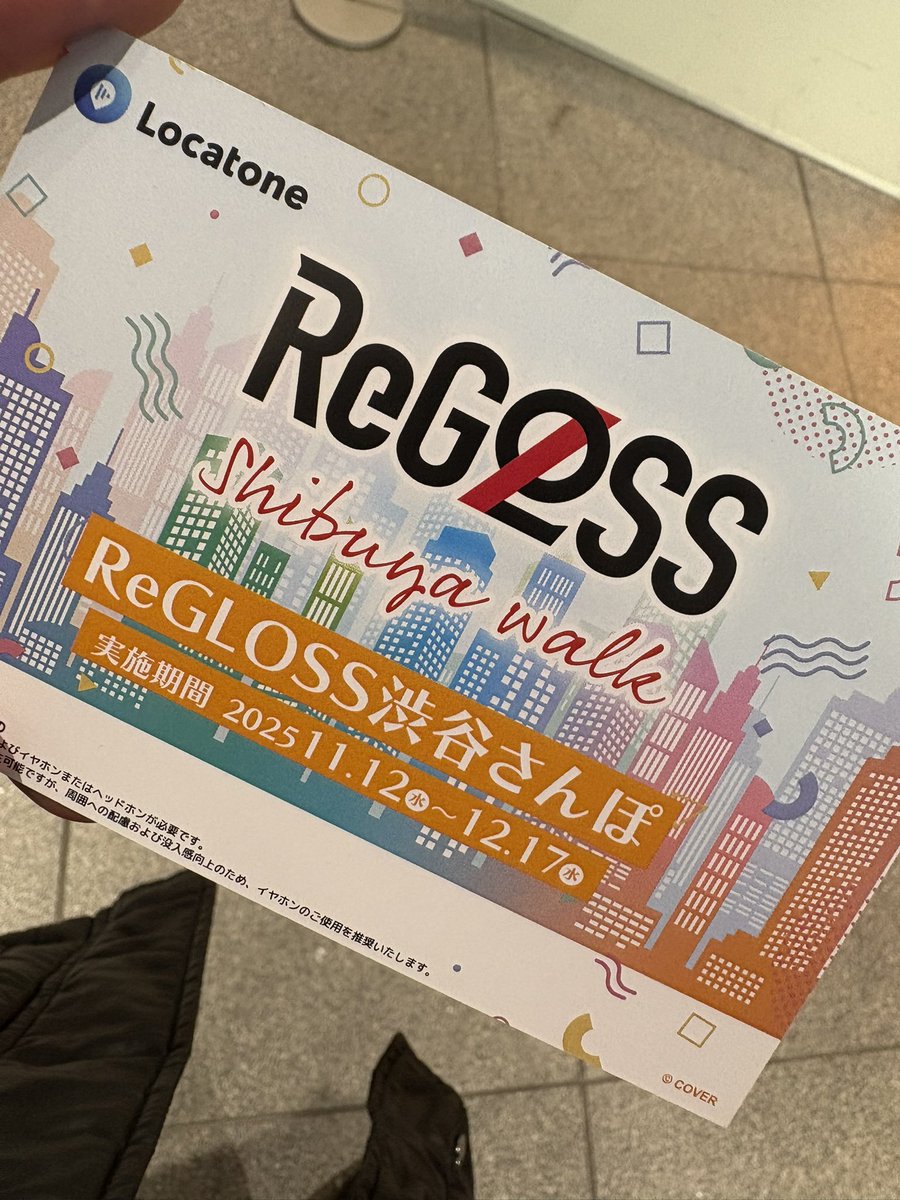 Locatone
ReGLOSS
Shibuya walk
ReGLOSS渋谷さんぽ
実施期間 2025 11.12水～12.17水
よびイヤホンまたはヘッドホンが必要です。
可能ですが、周囲への配慮および没入感向上のため、イヤホンのご使用を推奨いたします。
© COVER